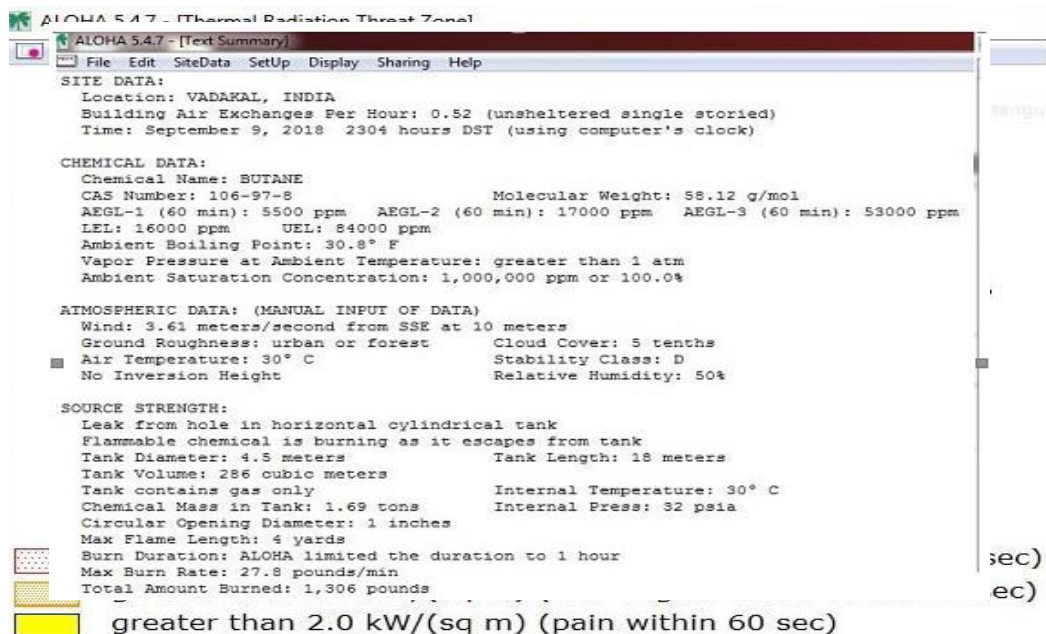 ALOHA 5.4.7 - [Thermal Radiation Threat Zone]
ALOHA 5.4.7 - [Text Summary]
File Edit SiteData SetUp Display Sharing Help
SITE DATA:
Location: VADAKAL, INDIA
Building Air Exchanges Per Hour: 0.52 (unsheltered single storied)
Time: September 9, 2018 2304 hours DST (using computer's clock)
CHEMICAL DATA:
Chemical Name: BUTANE
CAS Number: 106-97-8 Molecular Weight: 58.12 g/mol
AEGL-1 (60 min): 5500 ppm AEGL-2 (60 min): 17000 ppm AEGL-3 (60 min): 53000 ppm
LEL: 16000 ppm UEL: 84000 ppm
Ambient Boiling Point: 30.8° F
Vapor Pressure at Ambient Temperature: greater than 1 atm
Ambient Saturation Concentration: 1,000,000 ppm or 100.0%
ATMOSPHERIC DATA: (MANUAL INPUT OF DATA)
Wind: 3.61 meters/second from SSE at 10 meters
Ground Roughness: urban or forest Cloud Cover: 5 tenths
Air Temperature: 30° C Stability Class: D
No Inversion Height Relative Humidity: 50%
SOURCE STRENGTH:
Leak from hole in horizontal cylindrical tank
Flammable chemical is burning as it escapes from tank
Tank Diameter: 4.5 meters Tank Length: 18 meters
Tank Volume: 286 cubic meters
Tank contains gas only Internal Temperature: 30° C
Chemical Mass in Tank: 1.69 tons Internal Press: 32 psia
Circular Opening Diameter: 1 inches
Max Flame Length: 4 yards
Burn Duration: ALOHA limited the duration to 1 hour
Max Burn Rate: 27.8 pounds/min
sec)
Total Amount Burned: 1,306 pounds
ec)
greater than 2.0 kW/(sq m) (pain within 60 sec)